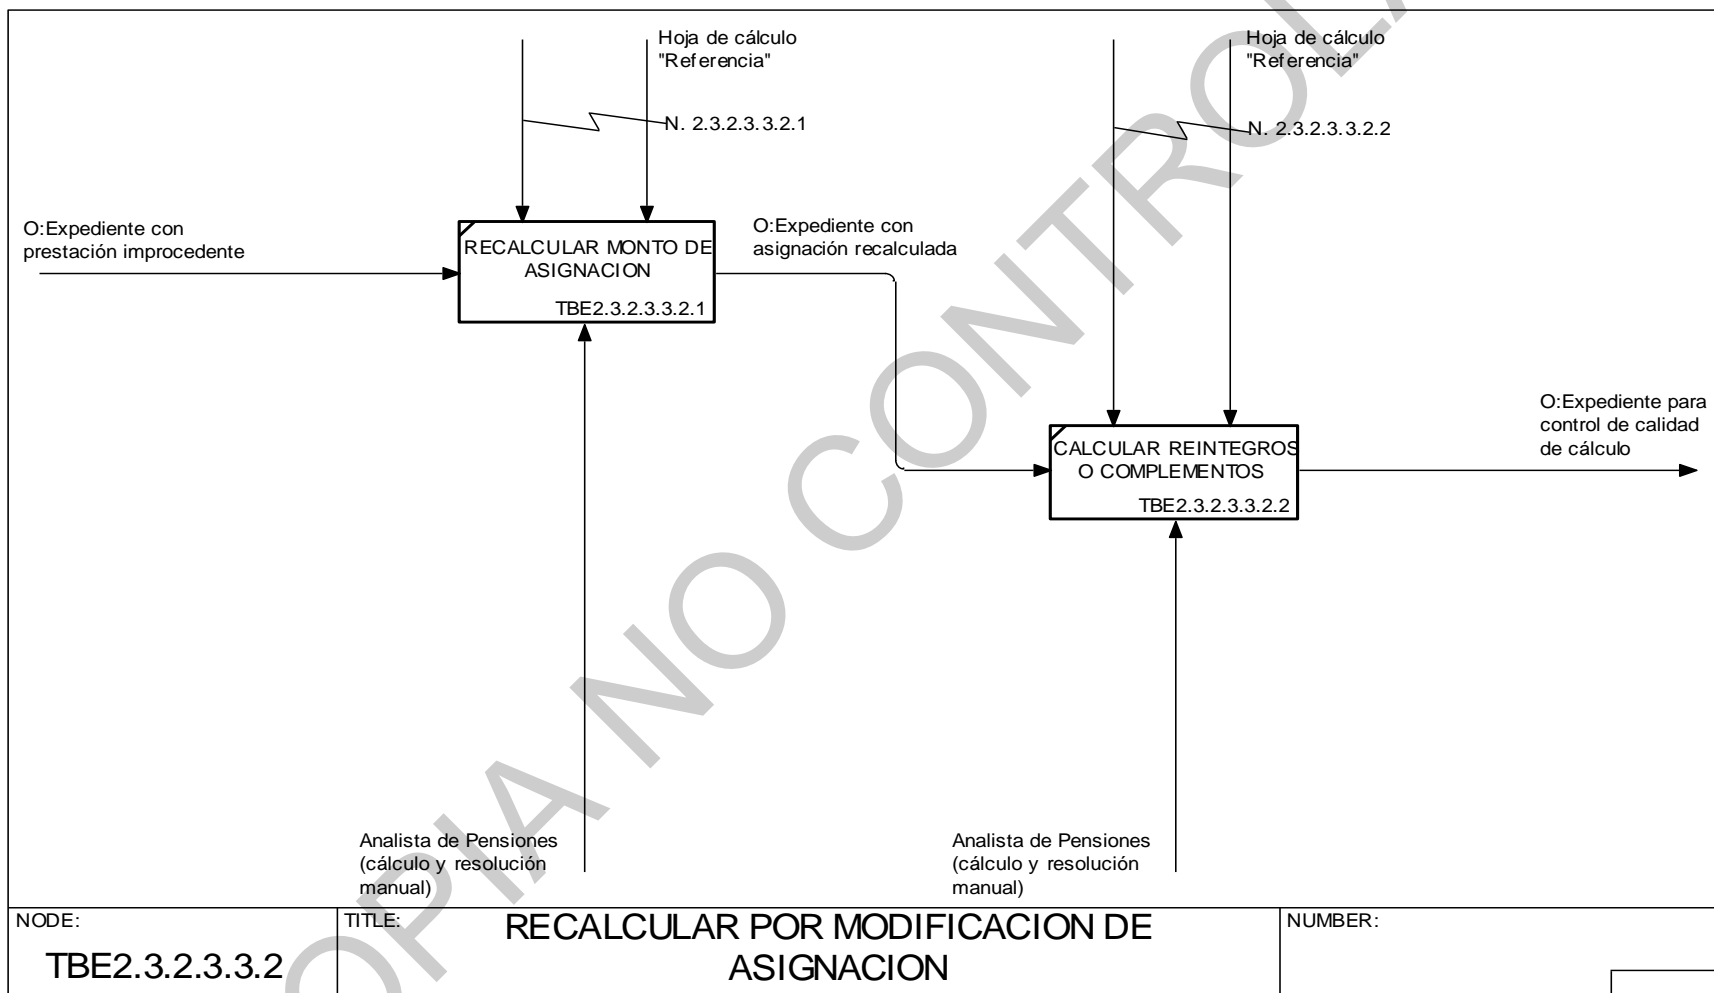 Hoja de cálculo
"Referencia"
N. 2.3.2.3.3.2.1
Hoja de cálculo
"Referencia"
N. 2.3.2.3.3.2.2
O:Expediente con
prestación improcedente
RECALCULAR MONTO DE
ASIGNACION
TBE2.3.2.3.3.2.1
O:Expediente con
asignación recalculada
CALCULAR REINTEGROS
O COMPLEMENTOS
TBE2.3.2.3.3.2.2
O:Expediente para
control de calidad
de cálculo
Analista de Pensiones
(cálculo y resolución
manual)
Analista de Pensiones
(cálculo y resolución
manual)
NODE:
TBE2.3.2.3.3.2
TITLE:
RECALCULAR POR MODIFICACION DE
ASIGNACION
NUMBER:
OPIA NO CONTROL